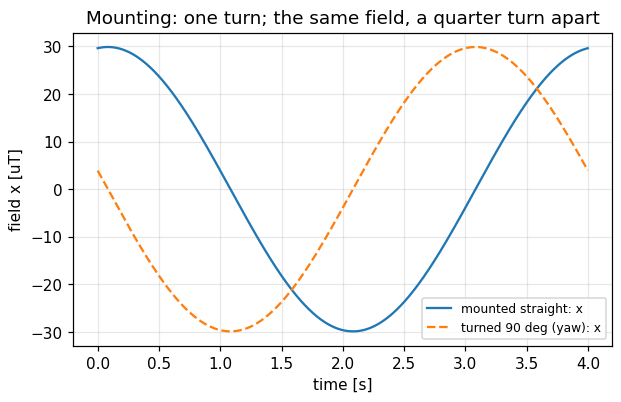 Mounting: one turn; the same field, a quarter turn apart
field x [uT]
30
20
10
0
−10
−20
−30
mounted straight: x
turned 90 deg (yaw): x
0.0 0.5 1.0 1.5 2.0 2.5 3.0 3.5 4.0
time [s]